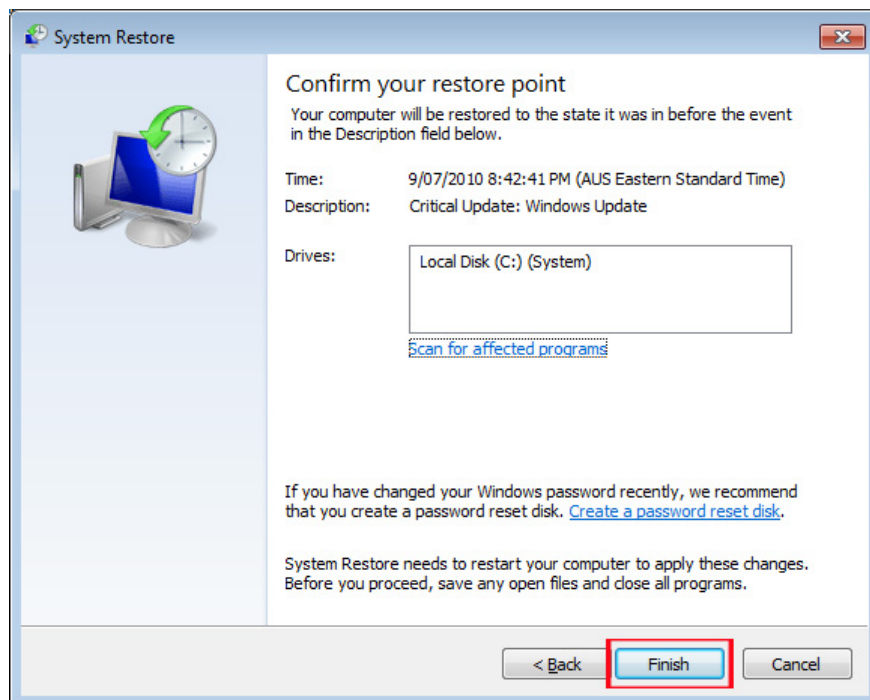 System Restore
Confirm your restore point
Your computer will be restored to the state it was in before the event
in the Description field below.
Time: 9/07/2010 8:42:41 PM (AUS Eastern Standard Time)
Description: Critical Update: Windows Update
Drives: Local Disk (C:) (System)
Scan for affected programs
If you have changed your Windows password recently, we recommend
that you create a password reset disk. Create a password reset disk.
System Restore needs to restart your computer to apply these changes.
Before you proceed, save any open files and close all programs.
< Back Finish Cancel